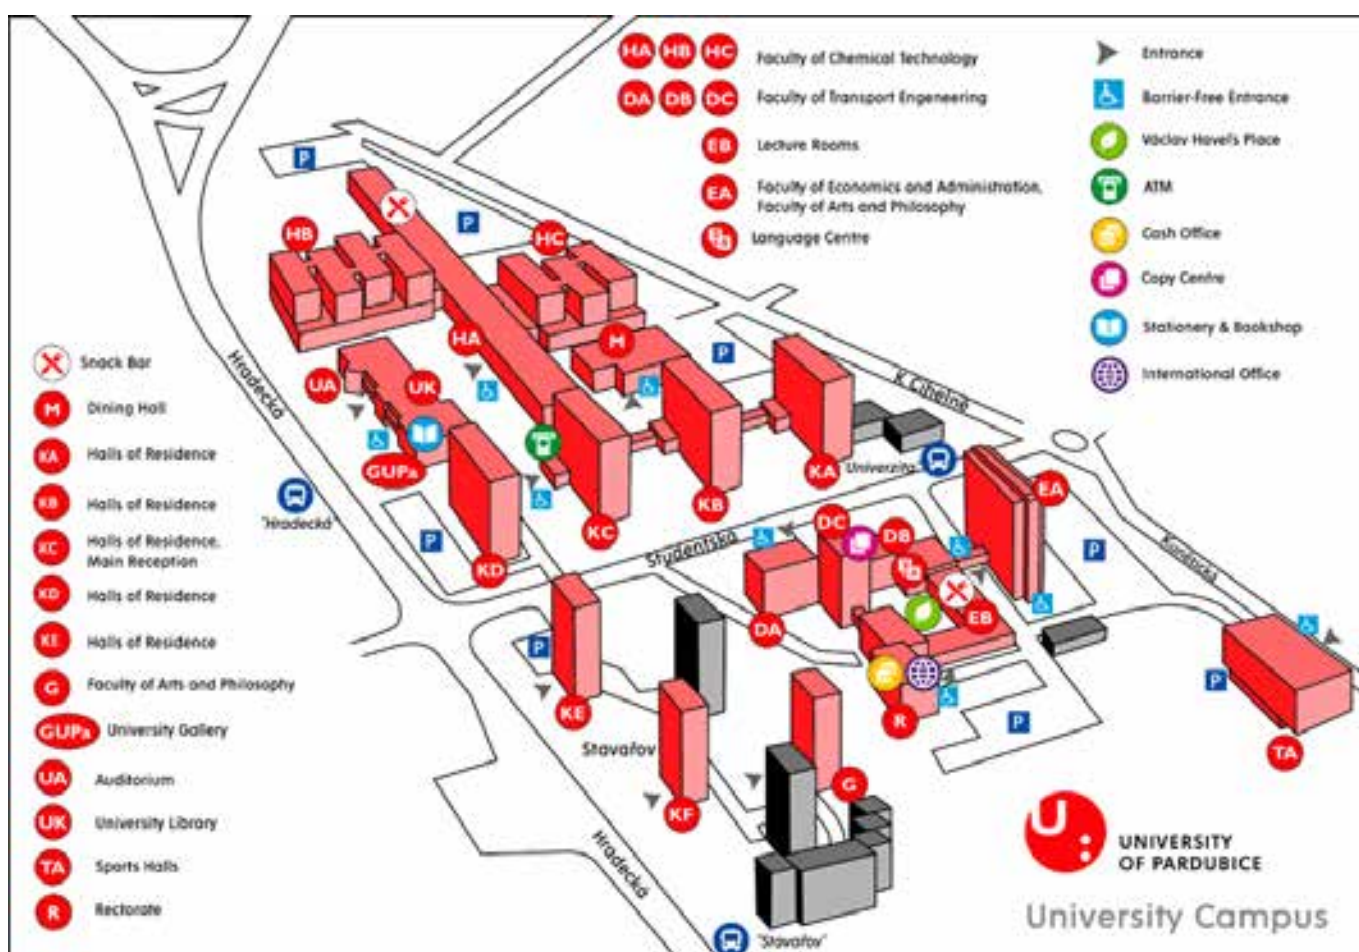 HA HB HC Faculty of Chemical Technology
DA DB DC Faculty of Transport Engeneering
EB Lecture Rooms
EA Faculty of Economics and Administration,
Faculty of Arts and Philosophy
Language Centre
Entrance
Barrier-Free Entrance
Václav Havel's Place
ATM
Cash Office
Copy Centre
Stationery & Bookshop
International Office
Snack Bar
M Dining Hall
KA Halls of Residence
KB Halls of Residence
KC Halls of Residence,
Main Reception
KD Halls of Residence
KE Halls of Residence
G Faculty of Arts and Philosophy
GUPa University Gallery
UA Auditorium
UK University Library
TA Sports Halls
R Rectorate
P
P
HB
HC
HA
M
P
UA
UK
GUPa
Hradecká
K Cihelně
"Hradecká"
P
KD
KC
KB
KA
Univerzita
EA
Studentská
DC
DB
P
Kunětická
DA
EB
P
KE
R
P
P
TA
Stavařov
KF
G
Hradecká
"Stavařov"
U:
UNIVERSITY
OF PARDUBICE
University Campus